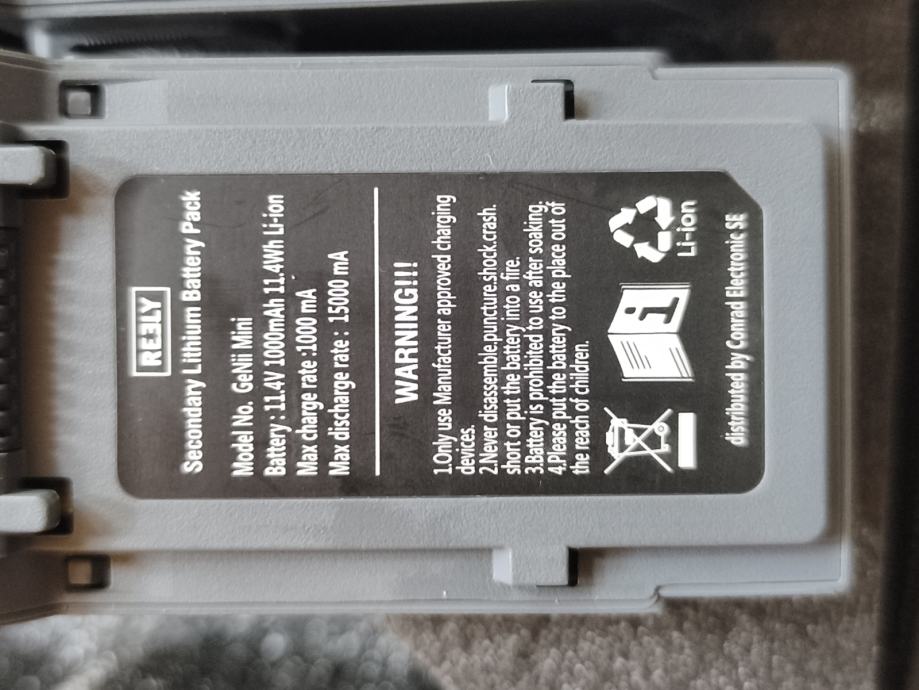 RE3LY
Secondary Lithium Battery Pack
Model No. GeNii Mini
Battery : 11.4V 1000mAh 11.4Wh Li-ion
Max charge rate :1000 mA
Max discharge rate : 15000 mA
WARNING!!!
1.Only use Manufacturer approved charging
devices.
2.Never disassemble.puncture.shock.crash.
short or put the battery into a fire.
3.Battery is prohibited to use after soaking.
4.Please put the battery to the place out of
the reach of children.
Li-ion
distributed by Conrad Electronic SE